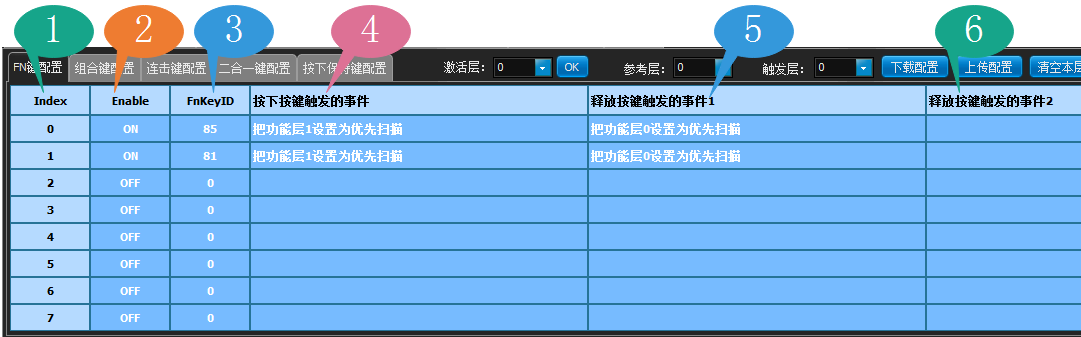 1 2 3 4 5 6
FN键配置 组合键配置 连击键配置 二合一键配置 按下保持键配置 激活层： 0 OK 参考层： 0 触发层： 0 下载配置 上传配置 清空本层
Index Enable FnKeyID 按下按键触发的事件 释放按键触发的事件1 释放按键触发的事件2
0 ON 85 把功能层1设置为优先扫描 把功能层0设置为优先扫描
1 ON 81 把功能层1设置为优先扫描 把功能层0设置为优先扫描
2 OFF 0
3 OFF 0
4 OFF 0
5 OFF 0
6 OFF 0
7 OFF 0